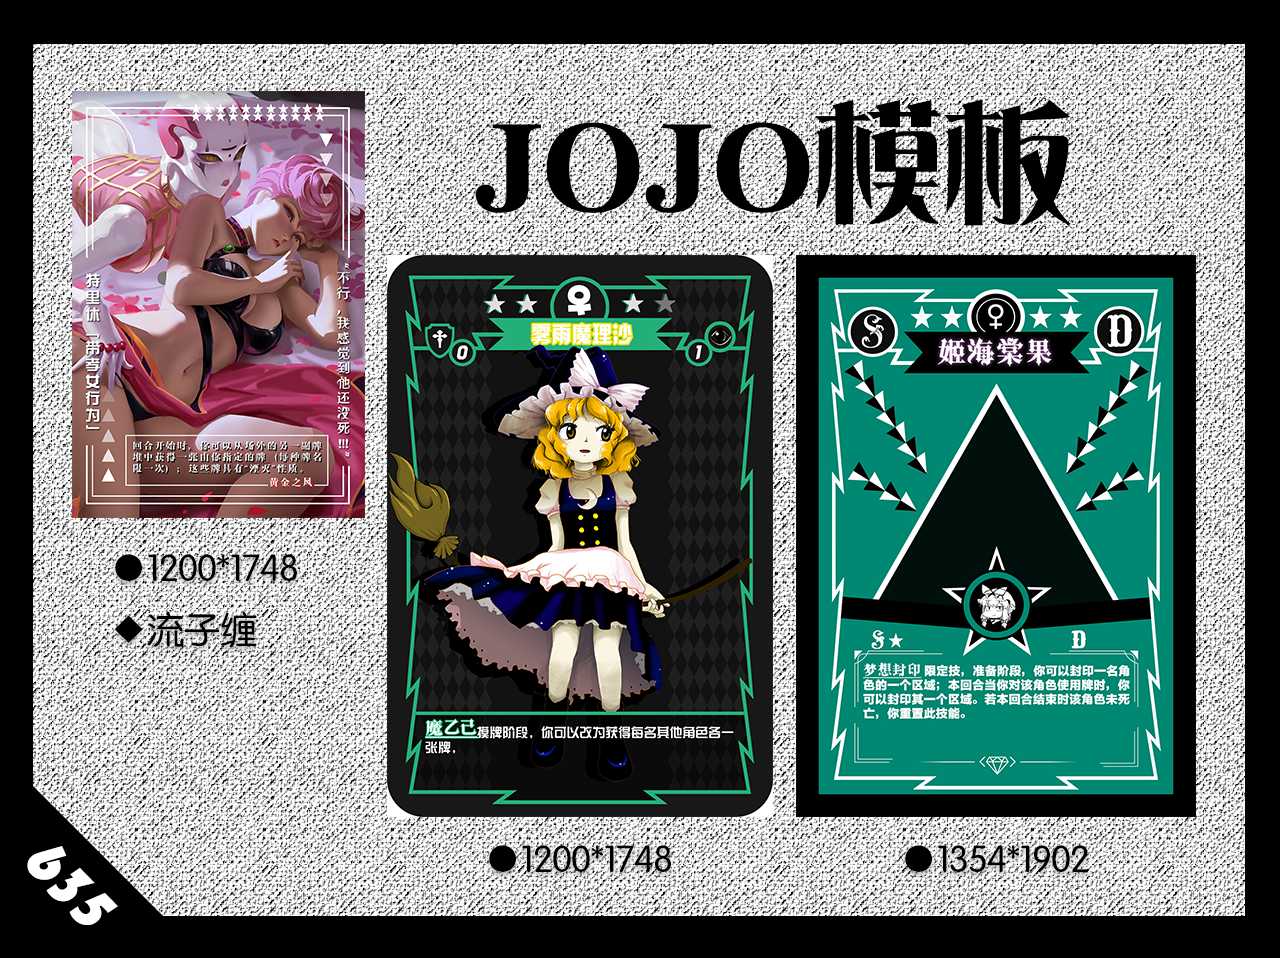 JOJO模板
特里休「弟孝女行为」
“不行，我感觉到他还没死!!!”
回合开始时，你可以从场外的另一副牌
堆中获得一张由你指定的牌（每种牌名
限一次）；这些牌具有“湮灭”性质。
黄金之风
●1200*1748
◆流子缠
雾雨魔理沙
0
1
魔乙己摸牌阶段，你可以改为获得每名其他角色各一
张牌。
●1200*1748
S
D
姬海棠果
S★
D
梦想封印 限定技，准备阶段，你可以封印一名角
色的一个区域；本回合当你对该角色使用牌时，你
可以封印其一个区域。若本回合结束时该角色未死
亡，你重置此技能。
●1354*1902
635